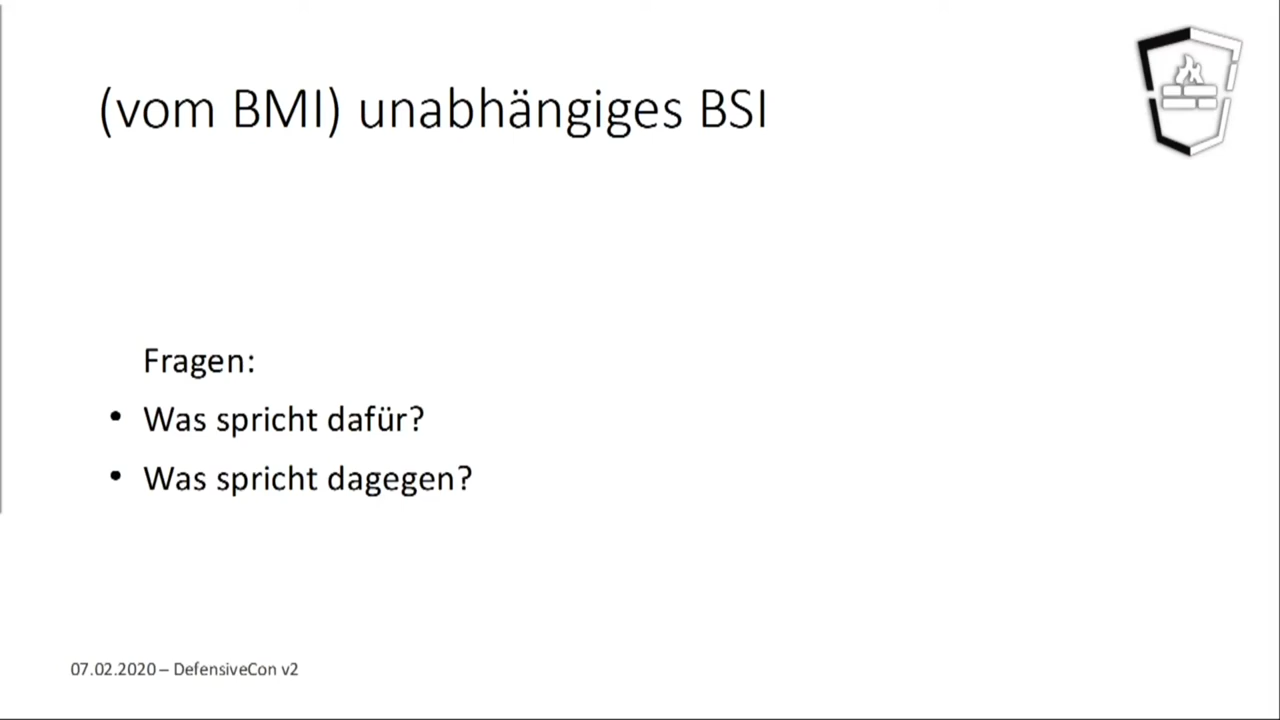 (vom BMI) unabhängiges BSI
Fragen:
• Was spricht dafür?
• Was spricht dagegen?
07.02.2020 – DefensiveCon v2